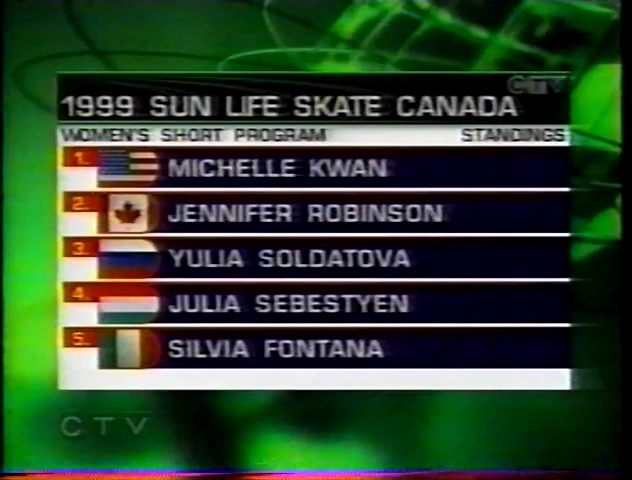 CTV
1999 SUN LIFE SKATE CANADA
WOMEN'S SHORT PROGRAM STANDINGS
1. MICHELLE KWAN
2. JENNIFER ROBINSON
3. YULIA SOLDATOVA
4. JULIA SEBESTYEN
5. SILVIA FONTANA
CTV